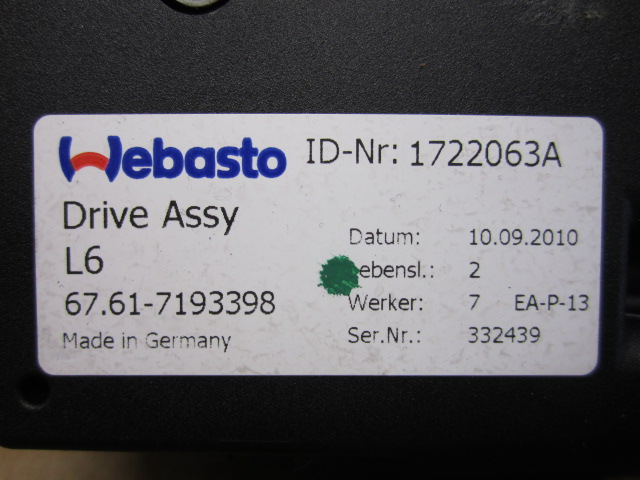 Webasto ID-Nr: 1722063A
Drive Assy
L6
67.61-7193398
Made in Germany
Datum: 10.09.2010
ebensl.: 2
Werker: 7 EA-P-13
Ser.Nr.: 332439